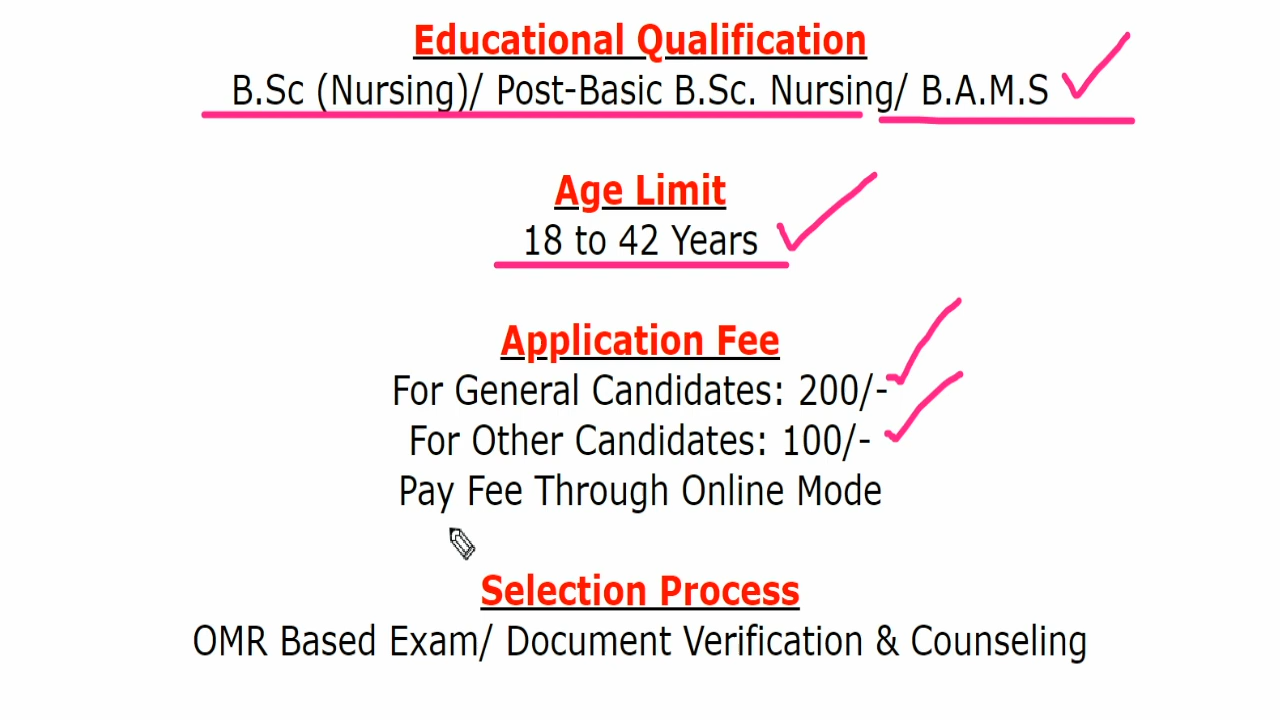 Educational Qualification
B.Sc (Nursing)/ Post-Basic B.Sc. Nursing/ B.A.M.S
Age Limit
18 to 42 Years
Application Fee
For General Candidates: 200/-
For Other Candidates: 100/-
Pay Fee Through Online Mode
Selection Process
OMR Based Exam/ Document Verification & Counseling